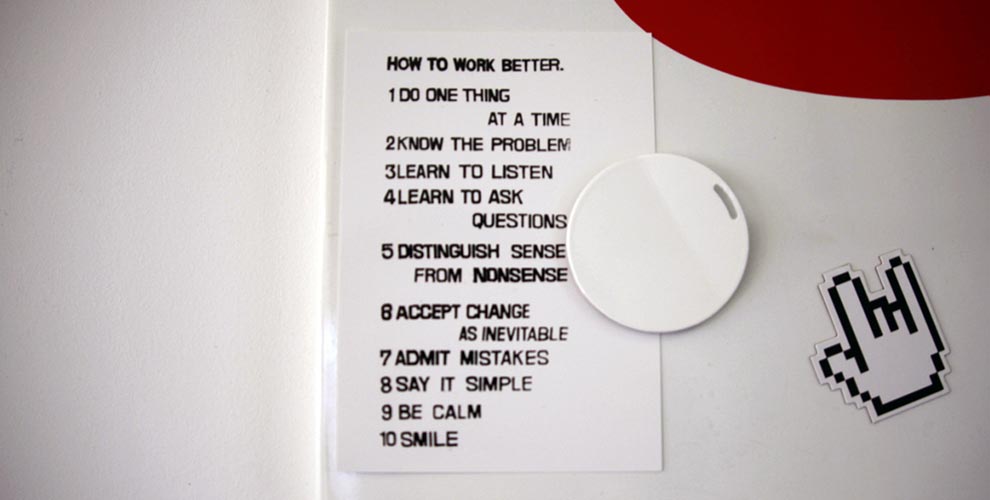 HOW TO WORK BETTER.
1 DO ONE THING
AT A TIME
2 KNOW THE PROBLEM
3 LEARN TO LISTEN
4 LEARN TO ASK
QUESTIONS
5 DISTINGUISH SENSE
FROM NONSENSE
6 ACCEPT CHANGE
AS INEVITABLE
7 ADMIT MISTAKES
8 SAY IT SIMPLE
9 BE CALM
10 SMILE